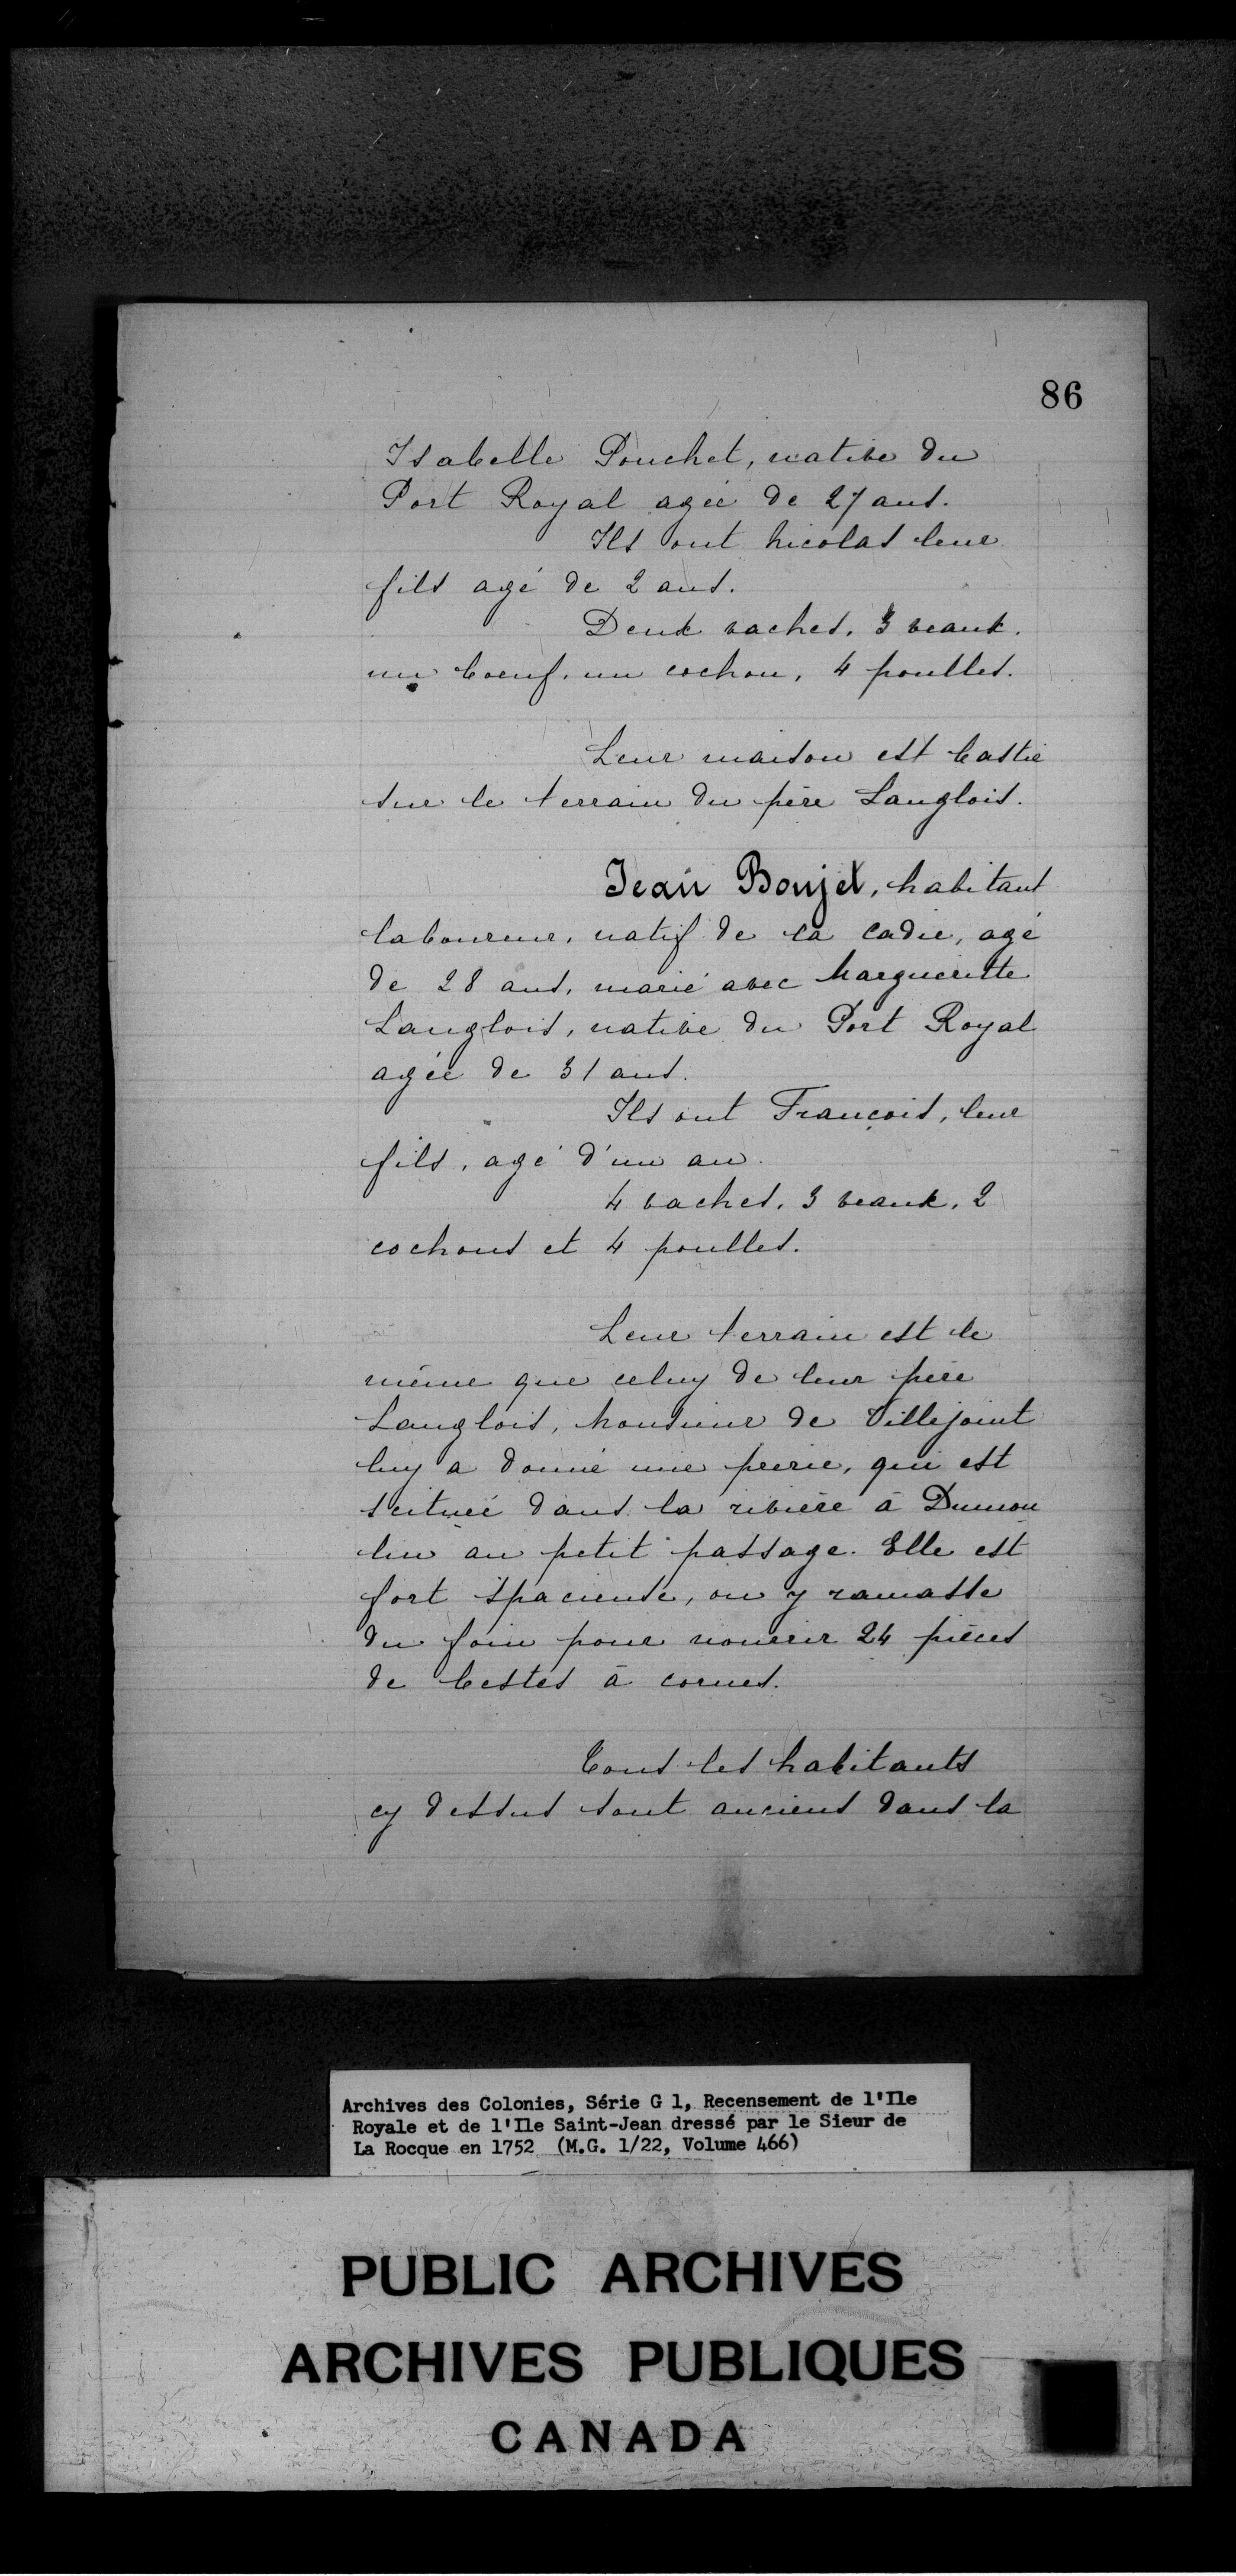 86
Isabelle Pouchet, native du
Port Royal agée de 27 ans.
Ils ont Nicolas leur
fils agé de 2 ans.
Deux vaches, 3 veaux,
un boeuf, un cochon, 4 poulles.
Leur maison est bastie
sur le terrain du père Langlois.
Jean Boujet, habitant
laboureur, natif de la cadie, agé
de 28 ans, marié avec Margueritte
Langlois, native du Port Royal
agée de 31 ans.
Ils ont François, leur
fils, agé d'un an.
4 vaches, 3 veaux, 2
cochons et 4 poulles.
Leur terrain est le
même que celuy de leur père
Langlois, Monsieur de Villejoint
luy a donné une prerie, qui est
scituée dans la rivière à Dumou
lin au petit passage. Elle est
fort spacieuse, on y ramasse
du foin pour nourrir 24 pièces
de bestes à cornes.
Tous les habitants
cy dessus sont anciens dans la
Archives des Colonies, Série G 1, Recensement de l'Ile
Royale et de l'Ile Saint-Jean dressé par le Sieur de
La Rocque en 1752 (M.G. 1/22, Volume 466)
PUBLIC ARCHIVES
ARCHIVES PUBLIQUES
CANADA